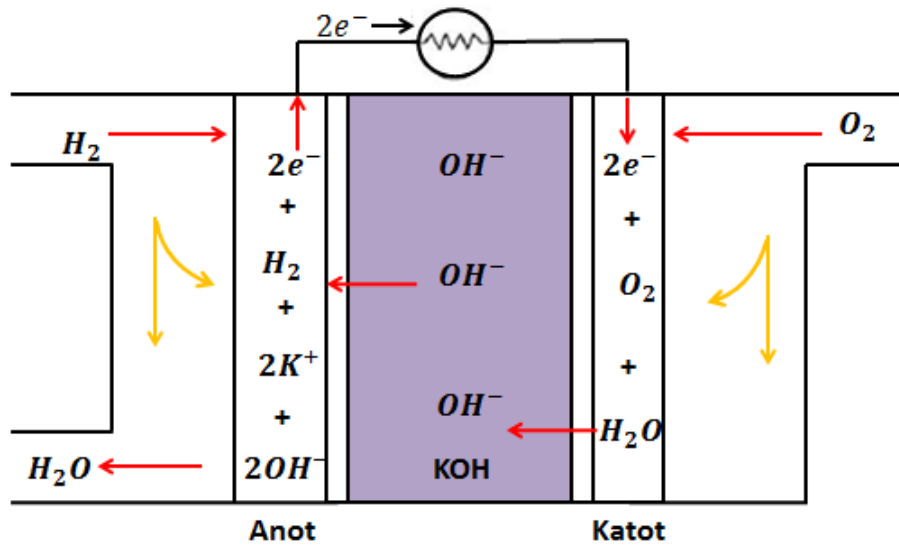 2e⁻
H₂
O₂
2e⁻
+
H₂
+
2K⁺
+
2OH⁻
OH⁻
OH⁻
OH⁻
KOH
2e⁻
+
O₂
+
H₂O
H₂O
Anot
Katot